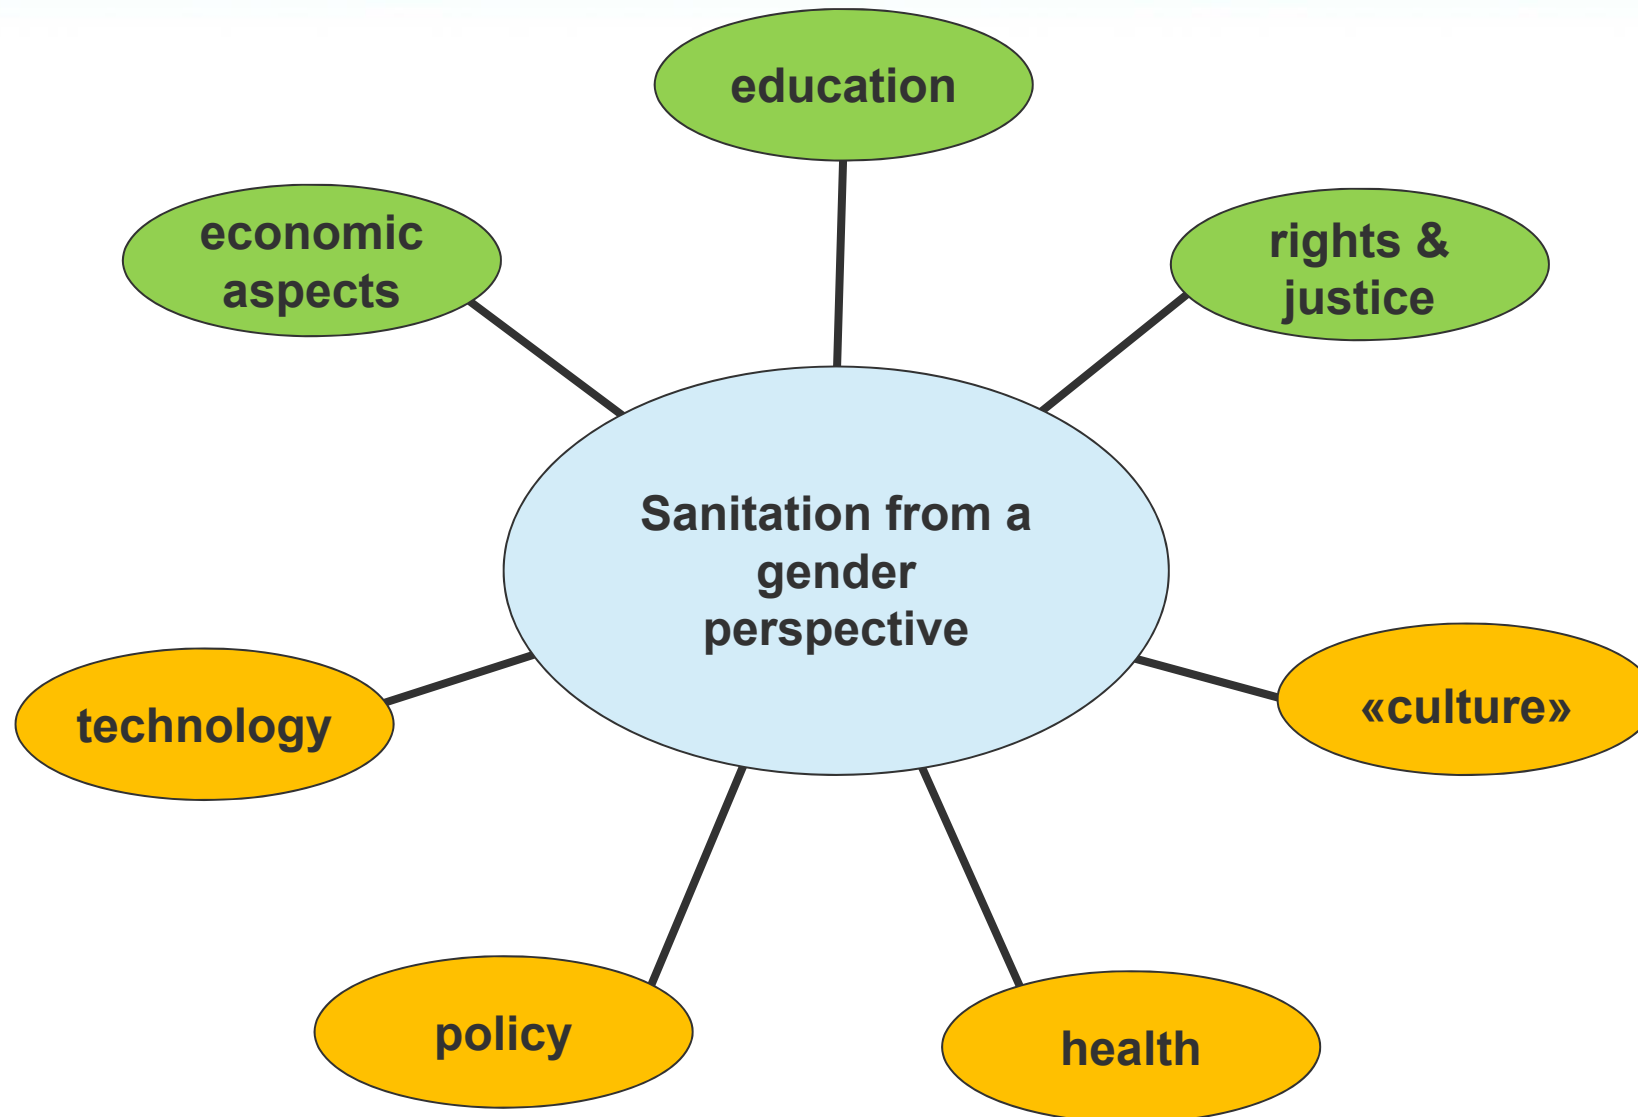 education
economic
aspects
rights &
justice
Sanitation from a
gender
perspective
technology
«culture»
policy
health